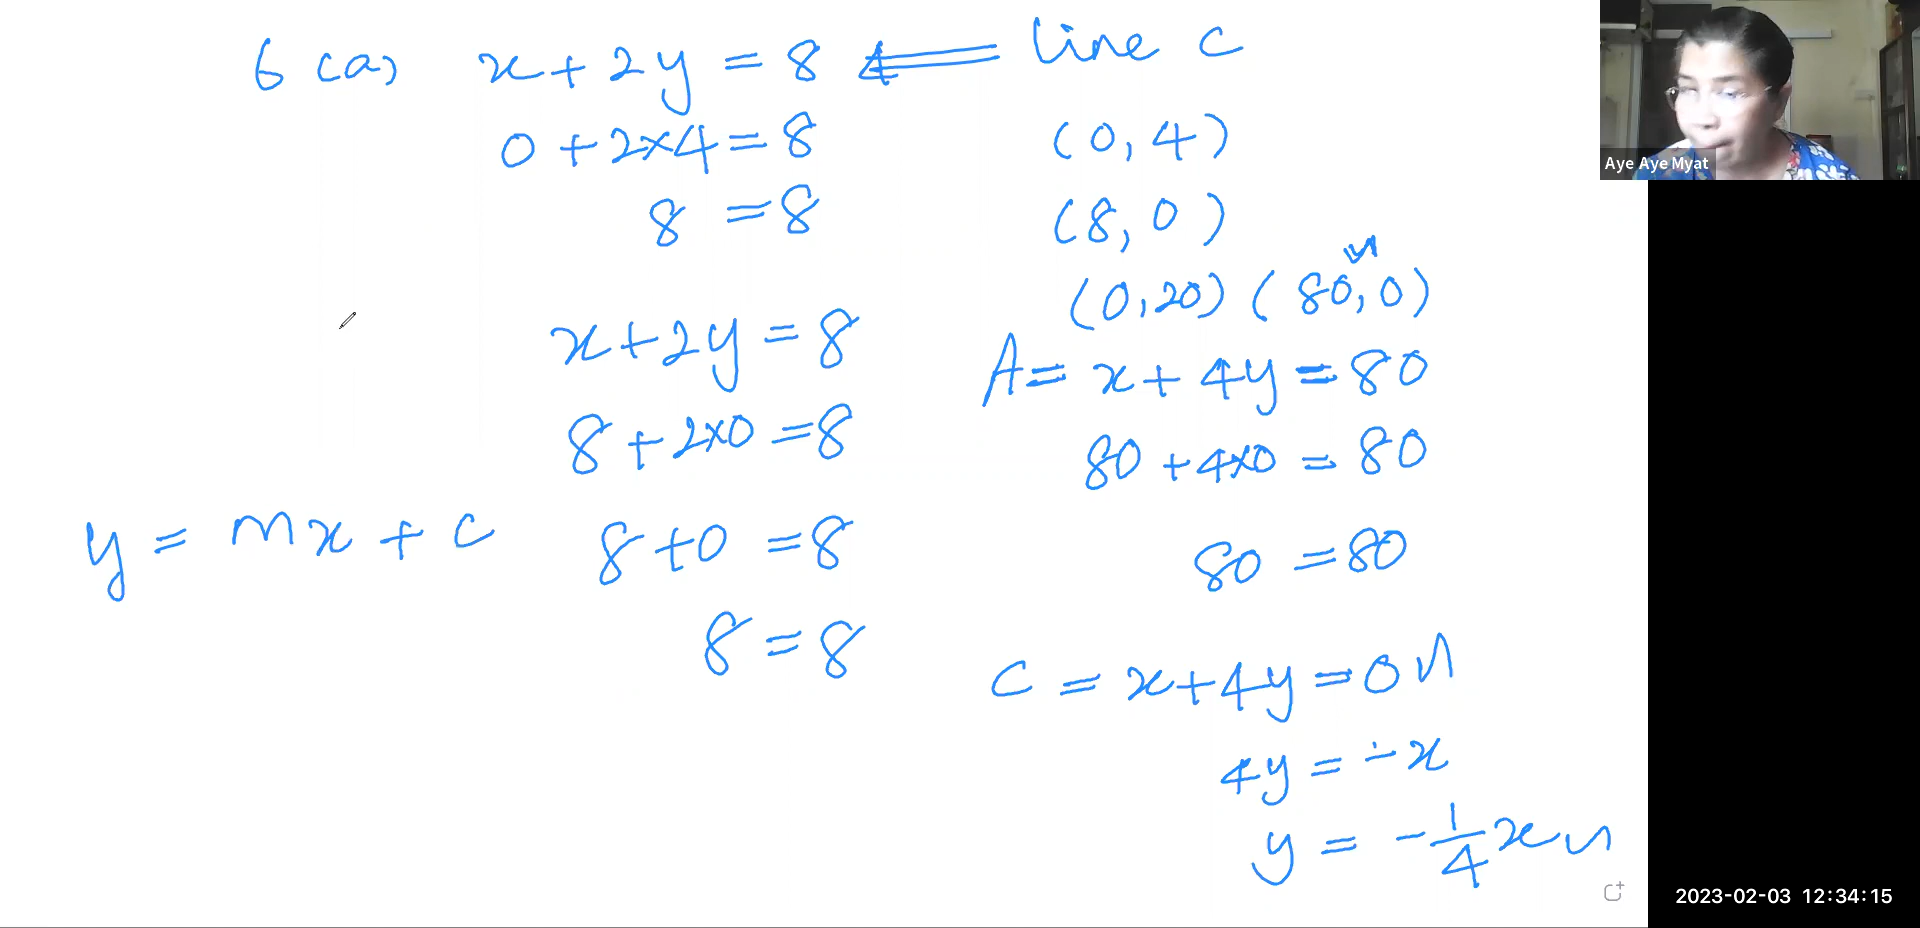 6 (a) x + 2y = 8 ⇐ line c
0 + 2×4 = 8
8 = 8
x + 2y = 8
8 + 2×0 = 8
8 + 0 = 8
8 = 8
y = mx + c
(0, 4)
(8, 0)
(0, 20) (80, 0)
A = x + 4y = 80
80 + 4×0 = 80
80 = 80
C = x + 4y = 0
4y = -x
y = -1/4 x
Aye Aye Myat
2023-02-03 12:34:15